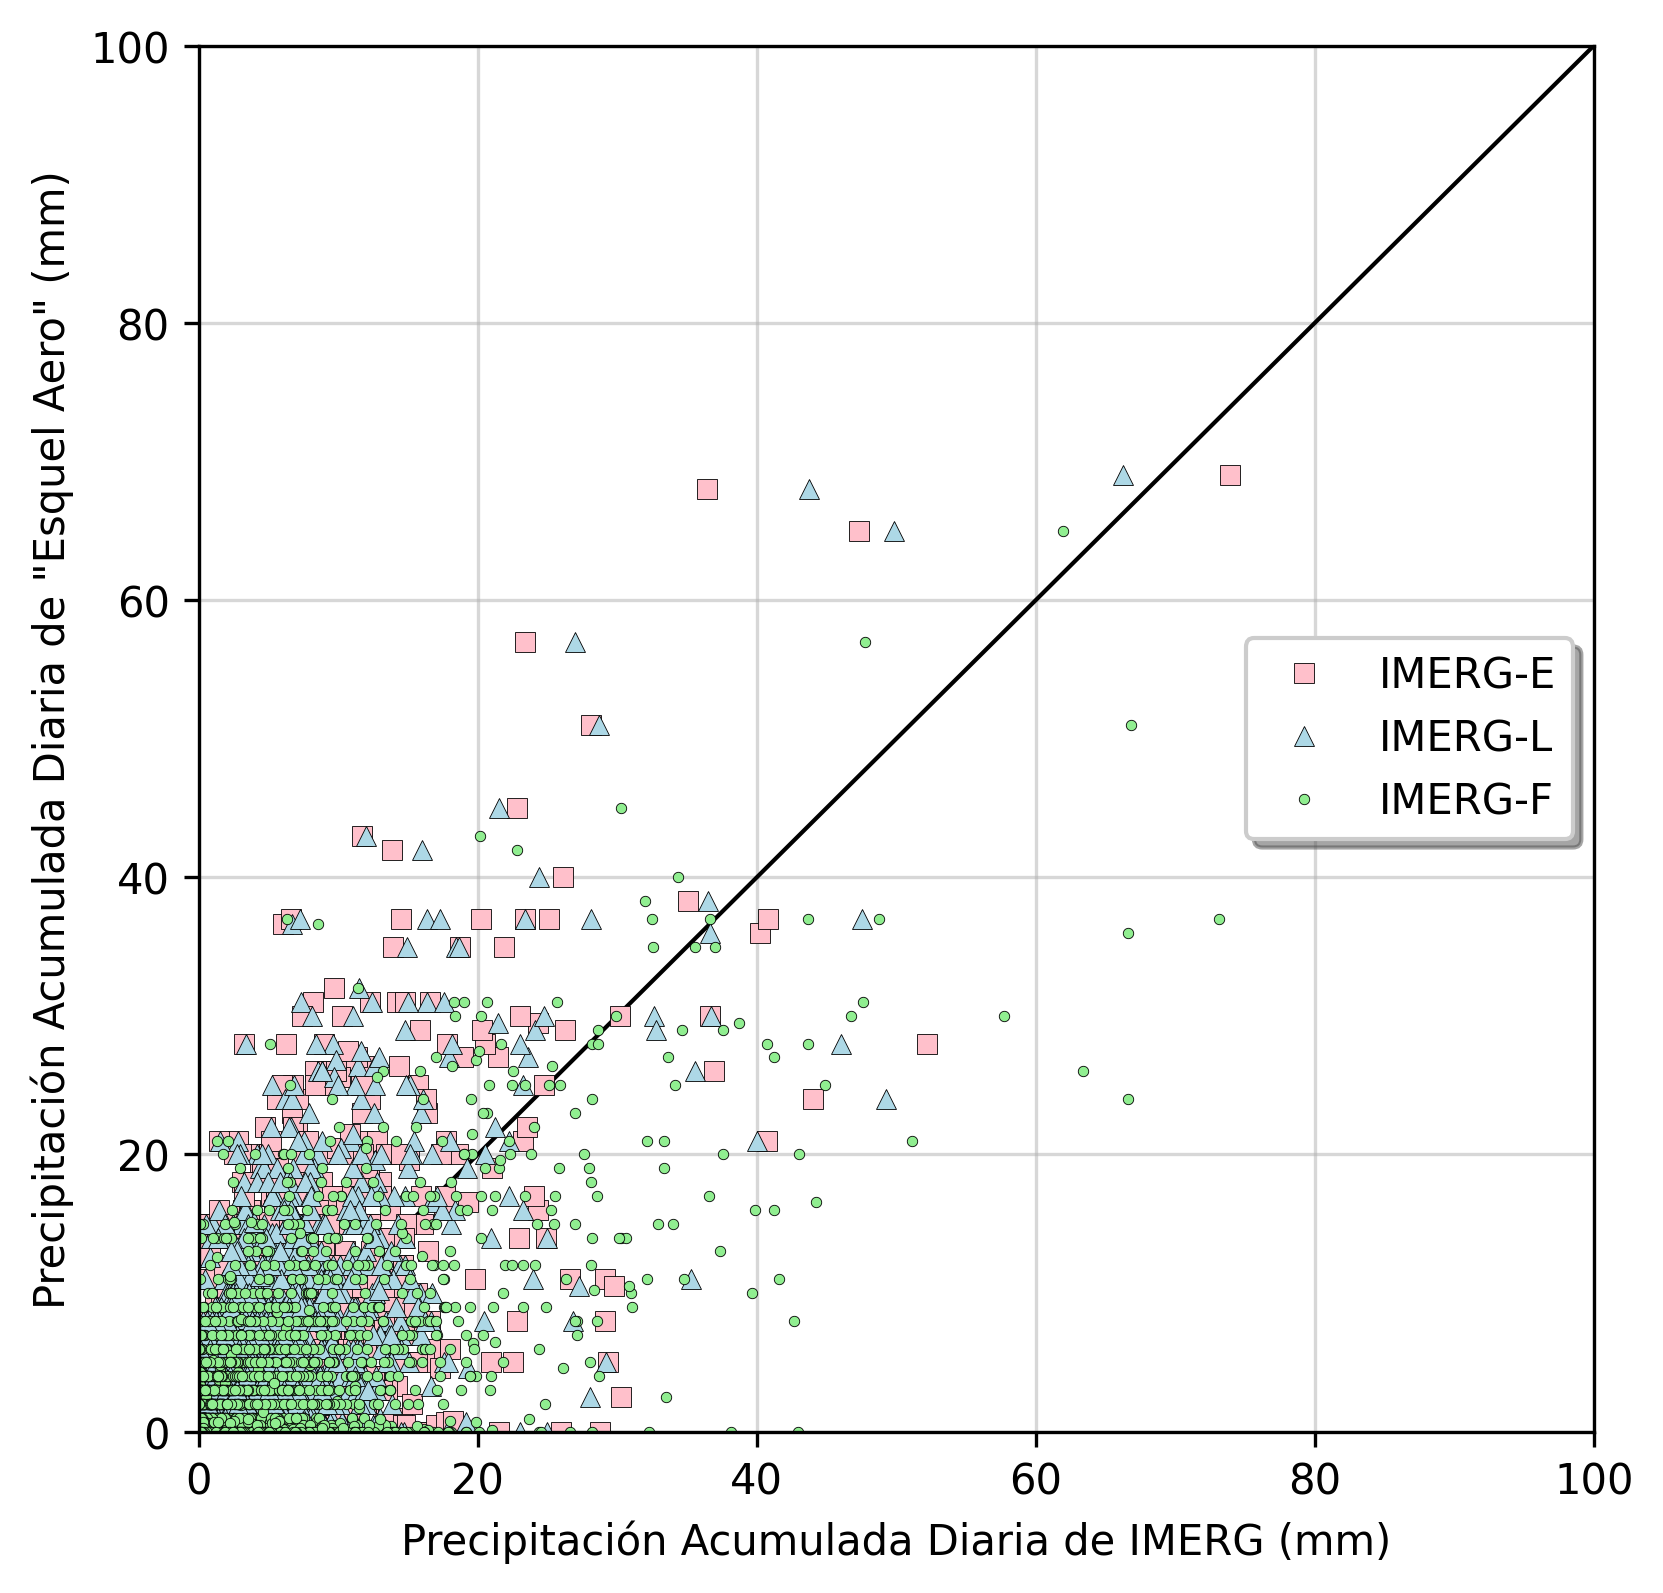 Precipitación Acumulada Diaria de "Esquel Aero" (mm)
100
80
60
40
20
0
IMERG-E
IMERG-L
IMERG-F
0 20 40 60 80 100
Precipitación Acumulada Diaria de IMERG (mm)